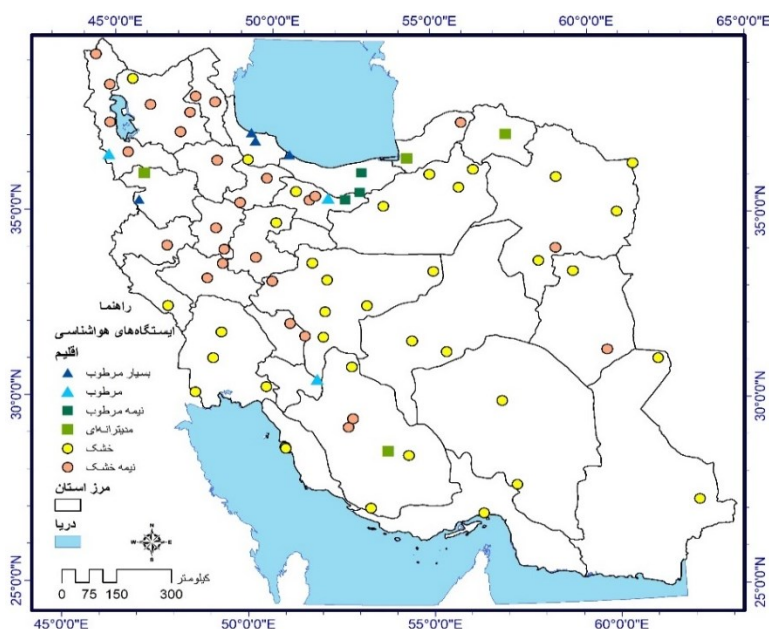 45°0'0"E 50°0'0"E 55°0'0"E 60°0'0"E 65°0'0"E
35°0'0"N 35°0'0"N
راهنما
ایستگاه‌های هواشناسی
اقلیم
بسیار مرطوب
مرطوب
نیمه مرطوب
مدیترانه‌ای
خشک
نیمه خشک
مرز استان
دریا
30°0'0"N 30°0'0"N
N
W E
S
کیلومتر
0 75 150 300
25°0'0"N 25°0'0"N
45°0'0"E 50°0'0"E 55°0'0"E 60°0'0"E